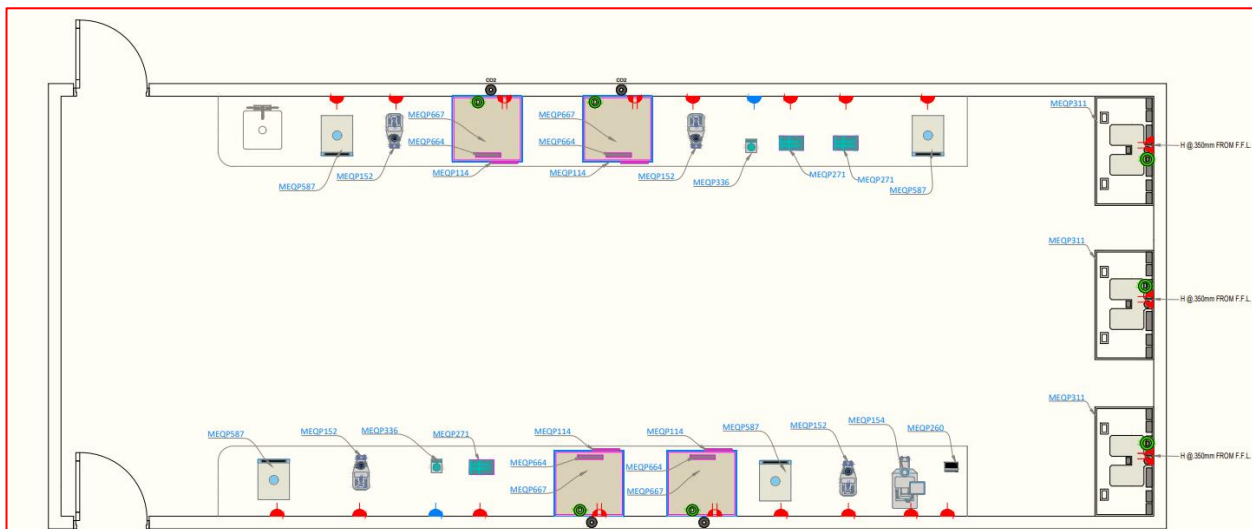 CO2
CO2
MEQP311
MEQP667
MEQP667
MEQP664
MEQP664
H @.350mm FROM F.F.L.
MEQP587
MEQP152
MEQP114
MEQP114
MEQP152
MEQP336
MEQP271
MEQP271
MEQP587
MEQP311
H @.350mm FROM F.F.L.
MEQP311
MEQP587
MEQP152
MEQP336
MEQP271
MEQP114
MEQP114
MEQP587
MEQP152
MEQP154
MEQP260
MEQP664
MEQP664
MEQP667
MEQP667
H @.350mm FROM F.F.L.